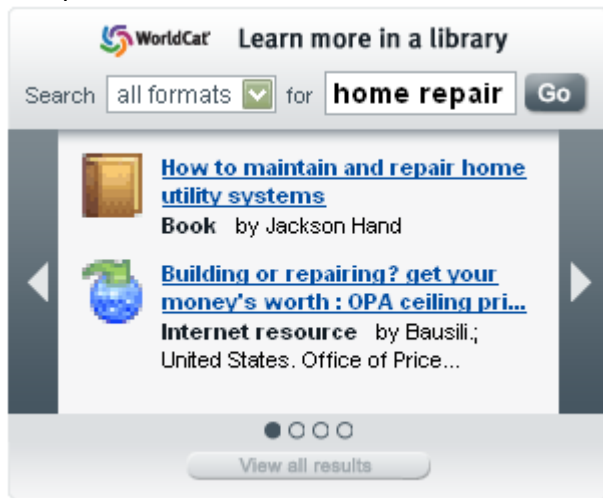 WorldCat Learn more in a library
Search all formats for home repair Go
How to maintain and repair home
utility systems
Book by Jackson Hand
Building or repairing? get your
money's worth : OPA ceiling pri...
Internet resource by Bausili.;
United States. Office of Price...
View all results